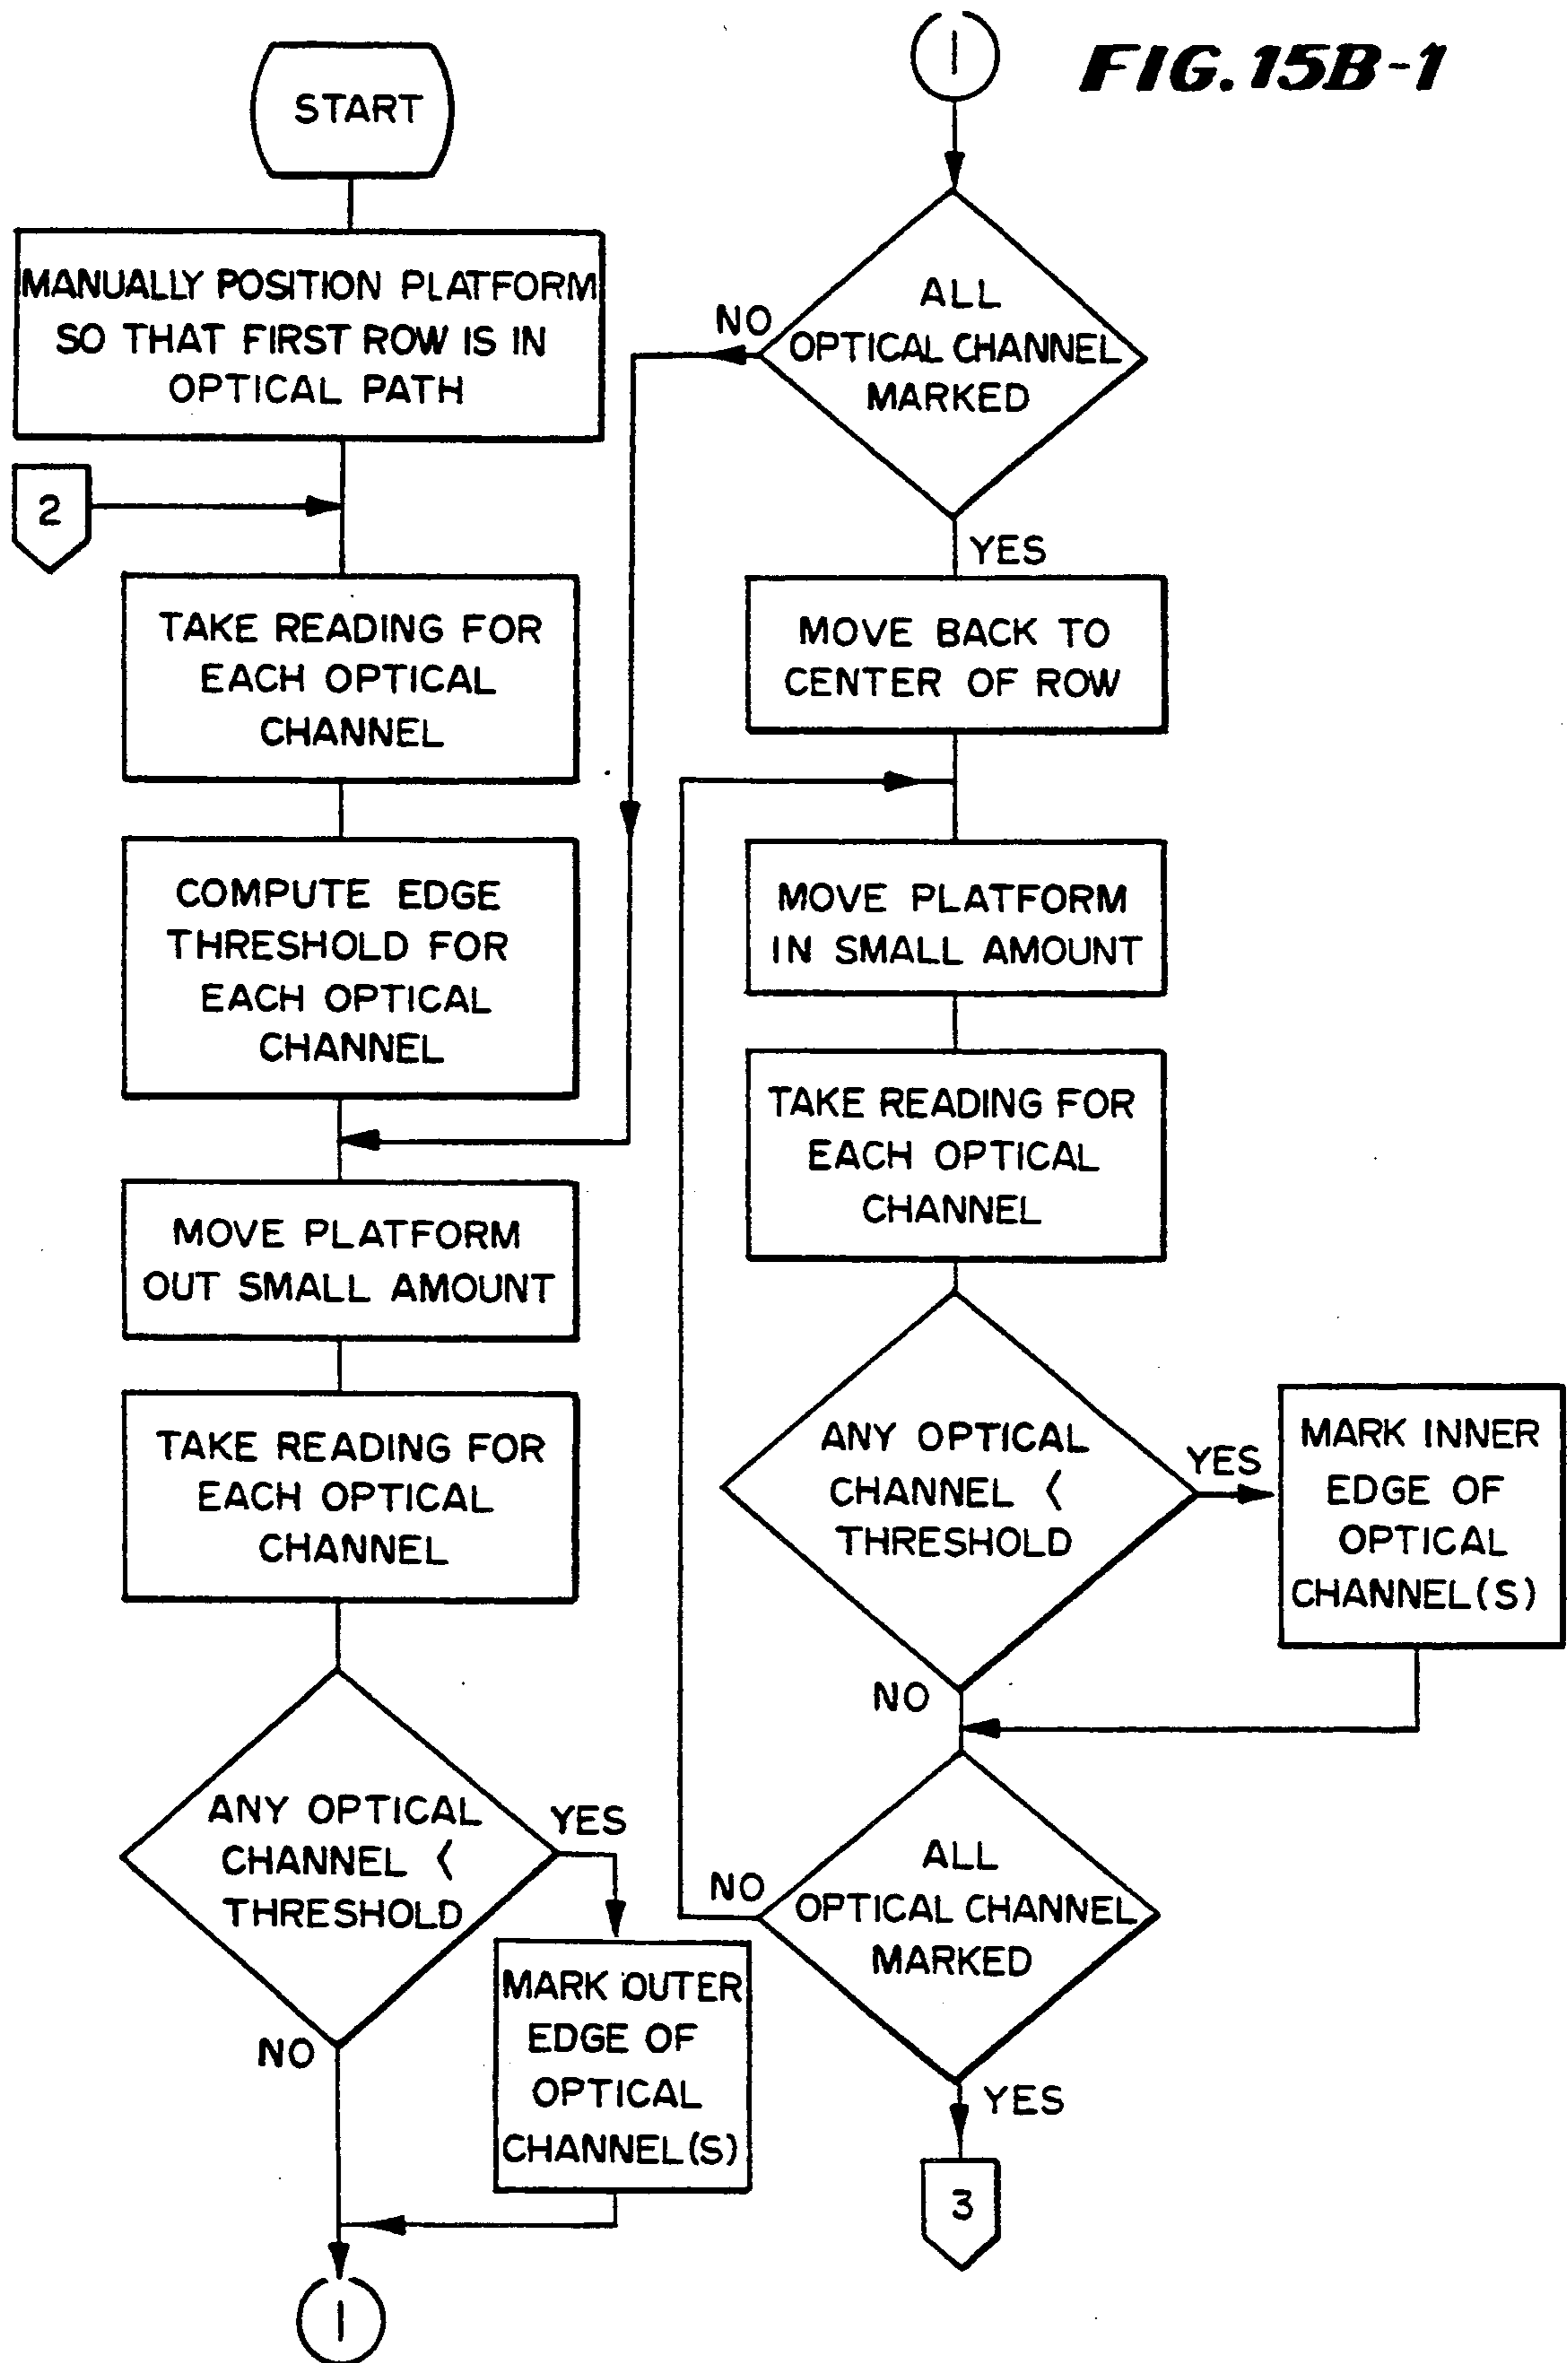 FIG. 15B-1
START
MANUALLY POSITION PLATFORM
SO THAT FIRST ROW IS IN
OPTICAL PATH
2
TAKE READING FOR
EACH OPTICAL
CHANNEL
COMPUTE EDGE
THRESHOLD FOR
EACH OPTICAL
CHANNEL
MOVE PLATFORM
OUT SMALL AMOUNT
TAKE READING FOR
EACH OPTICAL
CHANNEL
ANY OPTICAL
CHANNEL <
THRESHOLD
YES
NO
MARK OUTER
EDGE OF
OPTICAL
CHANNEL(S)
1
1
ALL
OPTICAL CHANNEL
MARKED
NO
YES
MOVE BACK TO
CENTER OF ROW
MOVE PLATFORM
IN SMALL AMOUNT
TAKE READING FOR
EACH OPTICAL
CHANNEL
ANY OPTICAL
CHANNEL <
THRESHOLD
YES
MARK INNER
EDGE OF
OPTICAL
CHANNEL(S)
NO
ALL
OPTICAL CHANNEL
MARKED
NO
YES
3